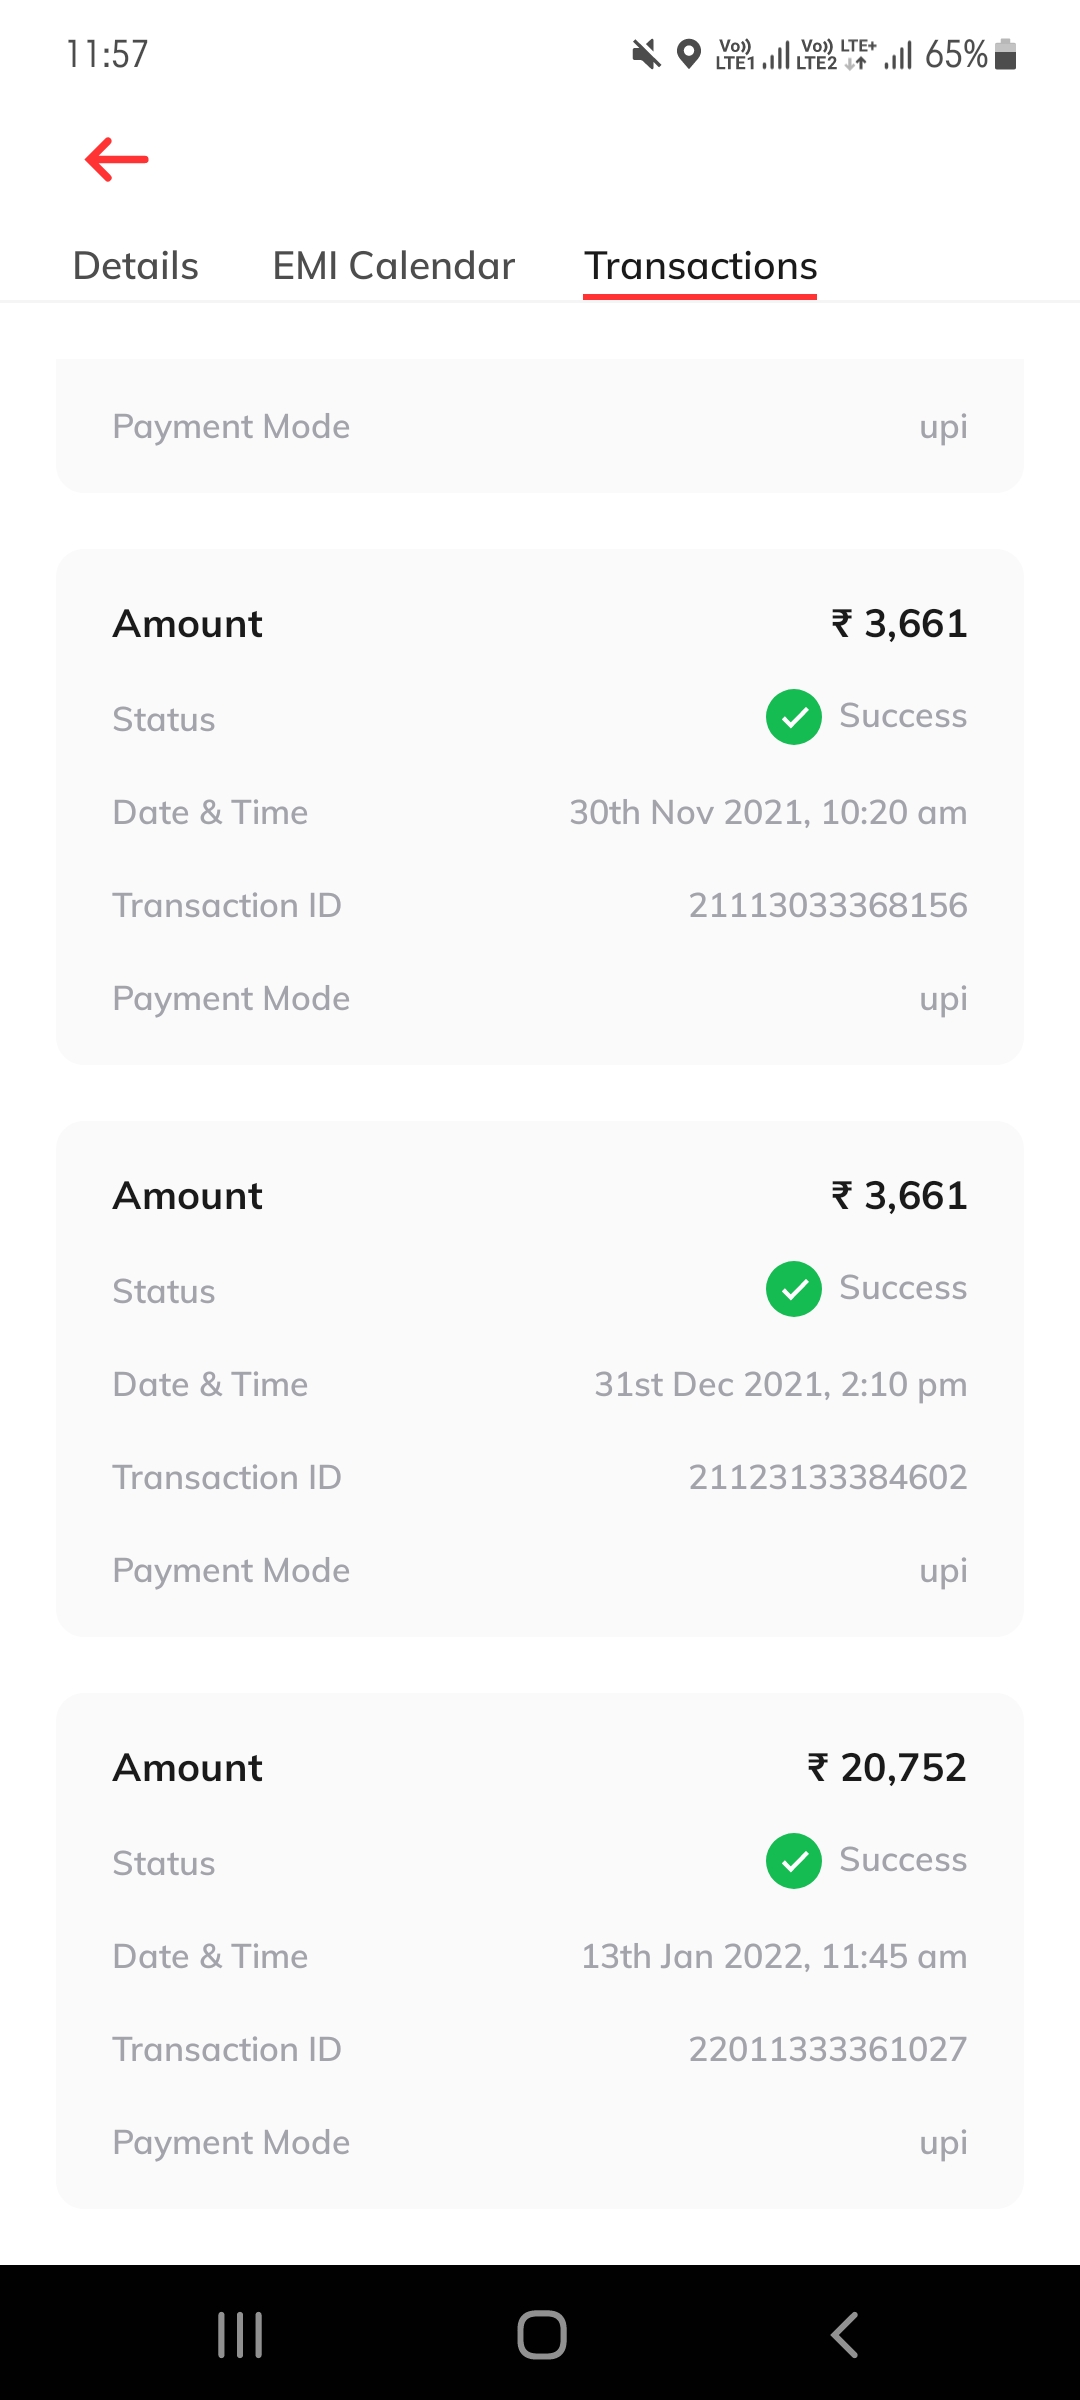 11:57 Vo)) LTE1 Vo)) LTE2 LTE+ 65%
Details EMI Calendar Transactions
Payment Mode upi
Amount ₹ 3,661
Status Success
Date & Time 30th Nov 2021, 10:20 am
Transaction ID 21113033368156
Payment Mode upi
Amount ₹ 3,661
Status Success
Date & Time 31st Dec 2021, 2:10 pm
Transaction ID 21123133384602
Payment Mode upi
Amount ₹ 20,752
Status Success
Date & Time 13th Jan 2022, 11:45 am
Transaction ID 22011333361027
Payment Mode upi